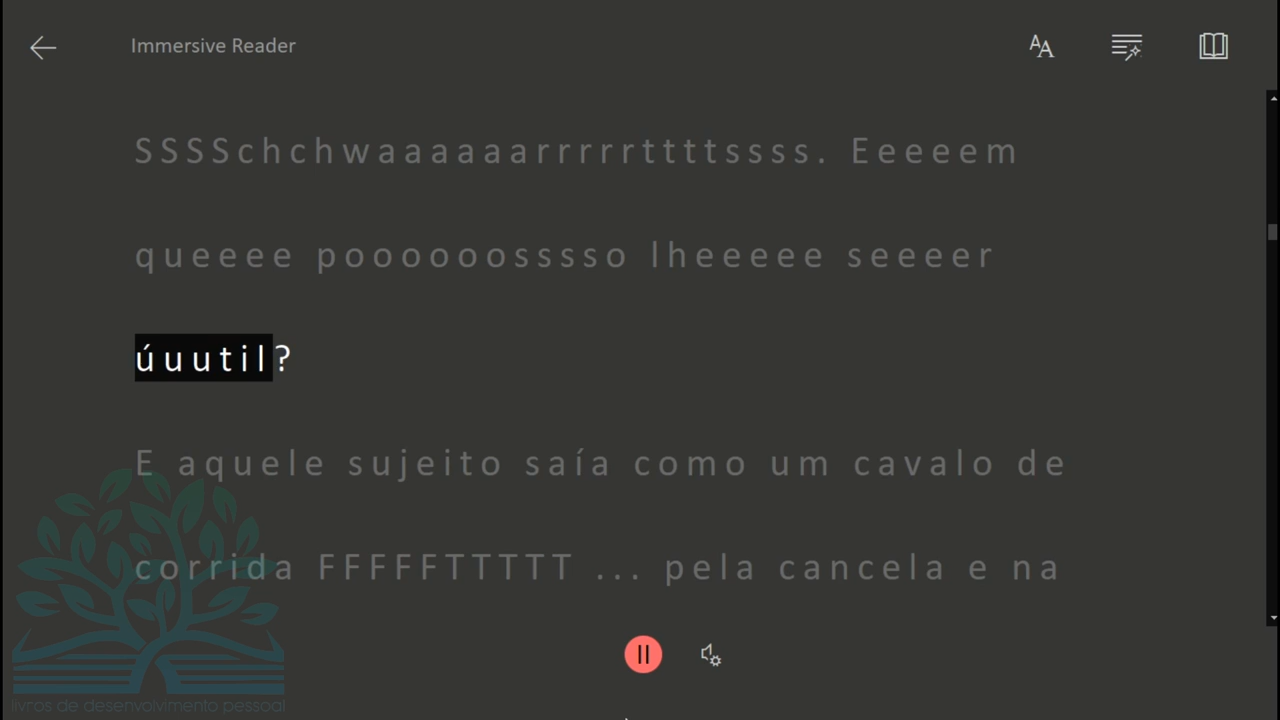 Immersive Reader
SSSSchchwaaaaaarrrrrttttssss. Eeeeem
queeee poooooossssso lheeeee seeeer
úuutil?
E aquele sujeito saía como um cavalo de
corrida FFFFFTTTTT ... pela cancela e na
livros de desenvolvimento pessoal